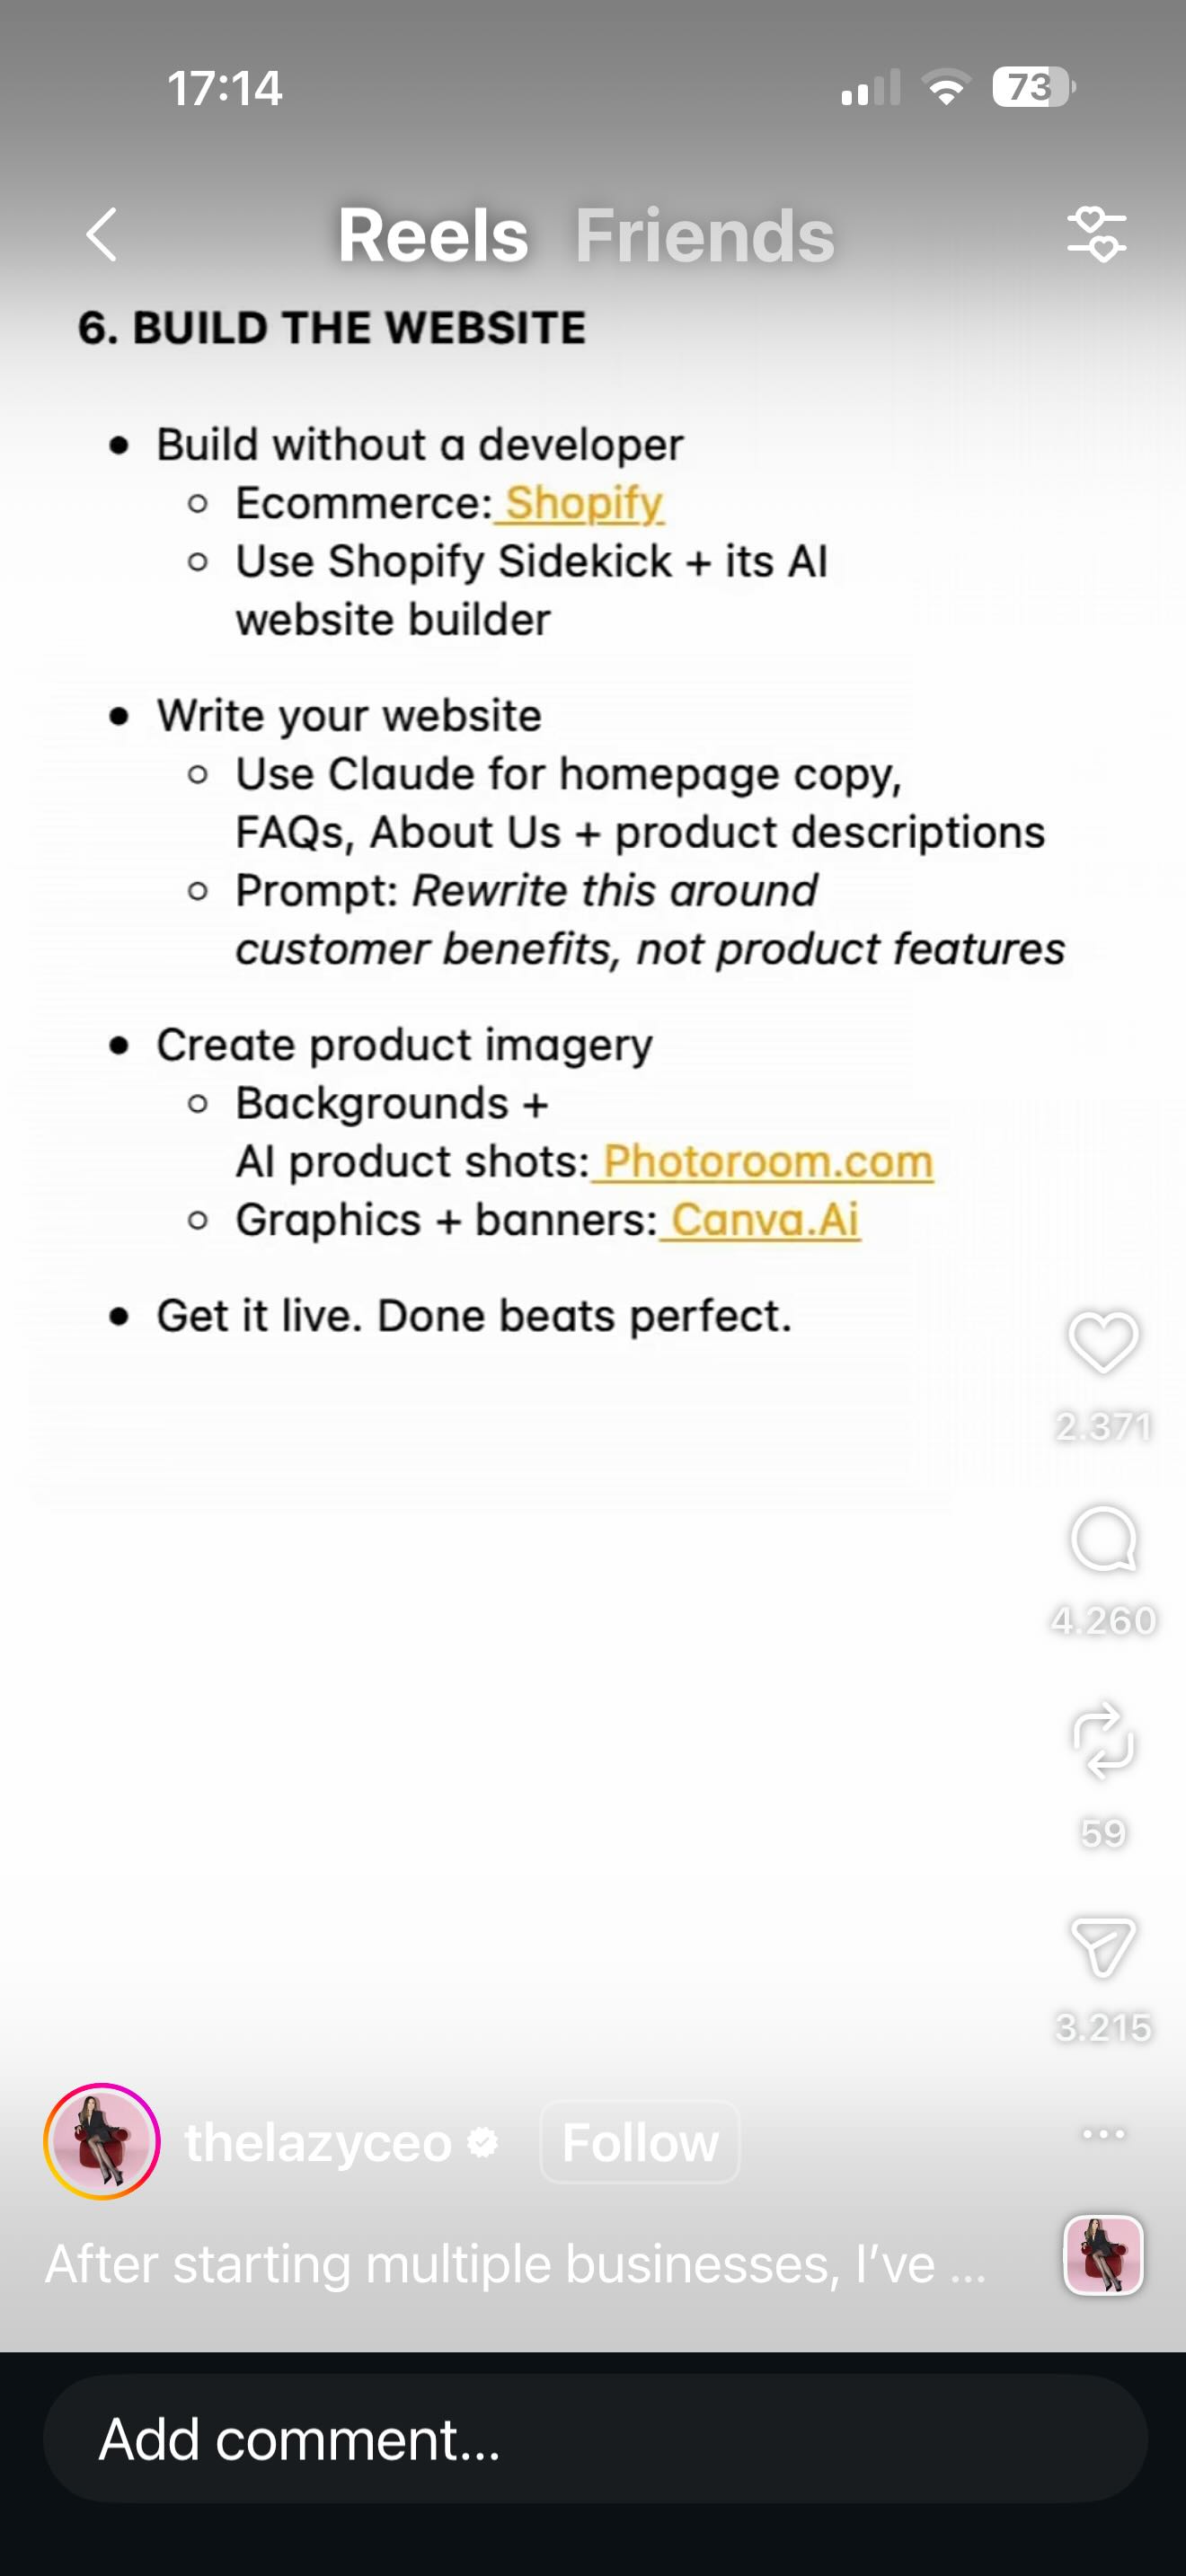 17:14
73
Reels Friends
6. BUILD THE WEBSITE
Build without a developer
Ecommerce: Shopify
Use Shopify Sidekick + its AI
website builder
Write your website
Use Claude for homepage copy,
FAQs, About Us + product descriptions
Prompt: Rewrite this around
customer benefits, not product features
Create product imagery
Backgrounds +
AI product shots: Photoroom.com
Graphics + banners: Canva.Ai
Get it live. Done beats perfect.
2.371
4.260
59
3.215
thelazyceo Follow
After starting multiple businesses, I’ve ...
Add comment...